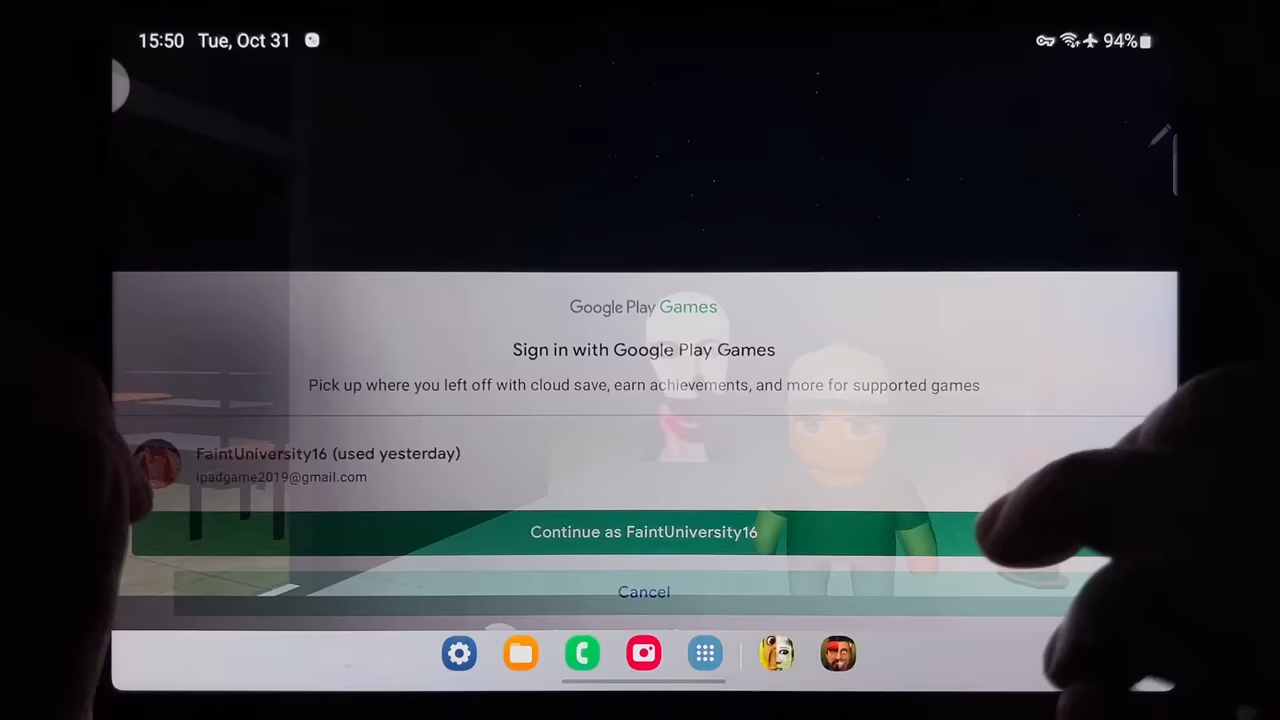 15:50 Tue, Oct 31 94%
Google Play Games
Sign in with Google Play Games
Pick up where you left off with cloud save, earn achievements, and more for supported games
FaintUniversity16 (used yesterday)
ipadgame2019@gmail.com
Continue as FaintUniversity16
Cancel